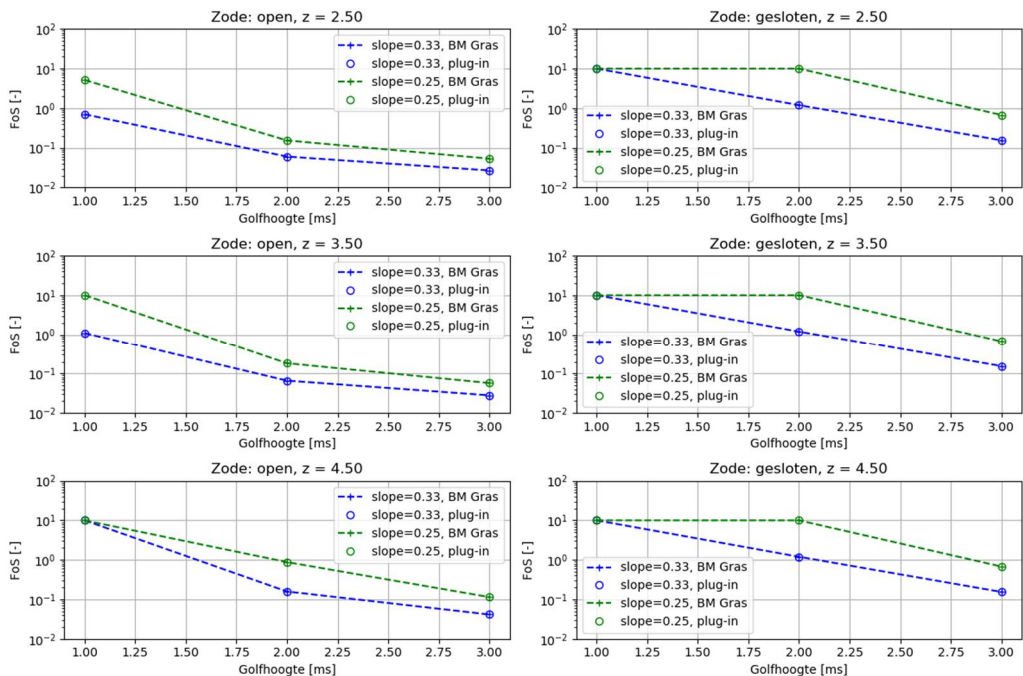 Zode: open, z = 2.50
FoS [-]
10² 10¹ 10⁰ 10⁻¹ 10⁻²
slope=0.33, BM Gras
slope=0.33, plug-in
slope=0.25, BM Gras
slope=0.25, plug-in
1.00 1.25 1.50 1.75 2.00 2.25 2.50 2.75 3.00
Golfhoogte [ms]
Zode: gesloten, z = 2.50
FoS [-]
10² 10¹ 10⁰ 10⁻¹ 10⁻²
slope=0.33, BM Gras
slope=0.33, plug-in
slope=0.25, BM Gras
slope=0.25, plug-in
1.00 1.25 1.50 1.75 2.00 2.25 2.50 2.75 3.00
Golfhoogte [ms]
Zode: open, z = 3.50
FoS [-]
10² 10¹ 10⁰ 10⁻¹ 10⁻²
slope=0.33, BM Gras
slope=0.33, plug-in
slope=0.25, BM Gras
slope=0.25, plug-in
1.00 1.25 1.50 1.75 2.00 2.25 2.50 2.75 3.00
Golfhoogte [ms]
Zode: gesloten, z = 3.50
FoS [-]
10² 10¹ 10⁰ 10⁻¹ 10⁻²
slope=0.33, BM Gras
slope=0.33, plug-in
slope=0.25, BM Gras
slope=0.25, plug-in
1.00 1.25 1.50 1.75 2.00 2.25 2.50 2.75 3.00
Golfhoogte [ms]
Zode: open, z = 4.50
FoS [-]
10² 10¹ 10⁰ 10⁻¹ 10⁻²
slope=0.33, BM Gras
slope=0.33, plug-in
slope=0.25, BM Gras
slope=0.25, plug-in
1.00 1.25 1.50 1.75 2.00 2.25 2.50 2.75 3.00
Golfhoogte [ms]
Zode: gesloten, z = 4.50
FoS [-]
10² 10¹ 10⁰ 10⁻¹ 10⁻²
slope=0.33, BM Gras
slope=0.33, plug-in
slope=0.25, BM Gras
slope=0.25, plug-in
1.00 1.25 1.50 1.75 2.00 2.25 2.50 2.75 3.00
Golfhoogte [ms]